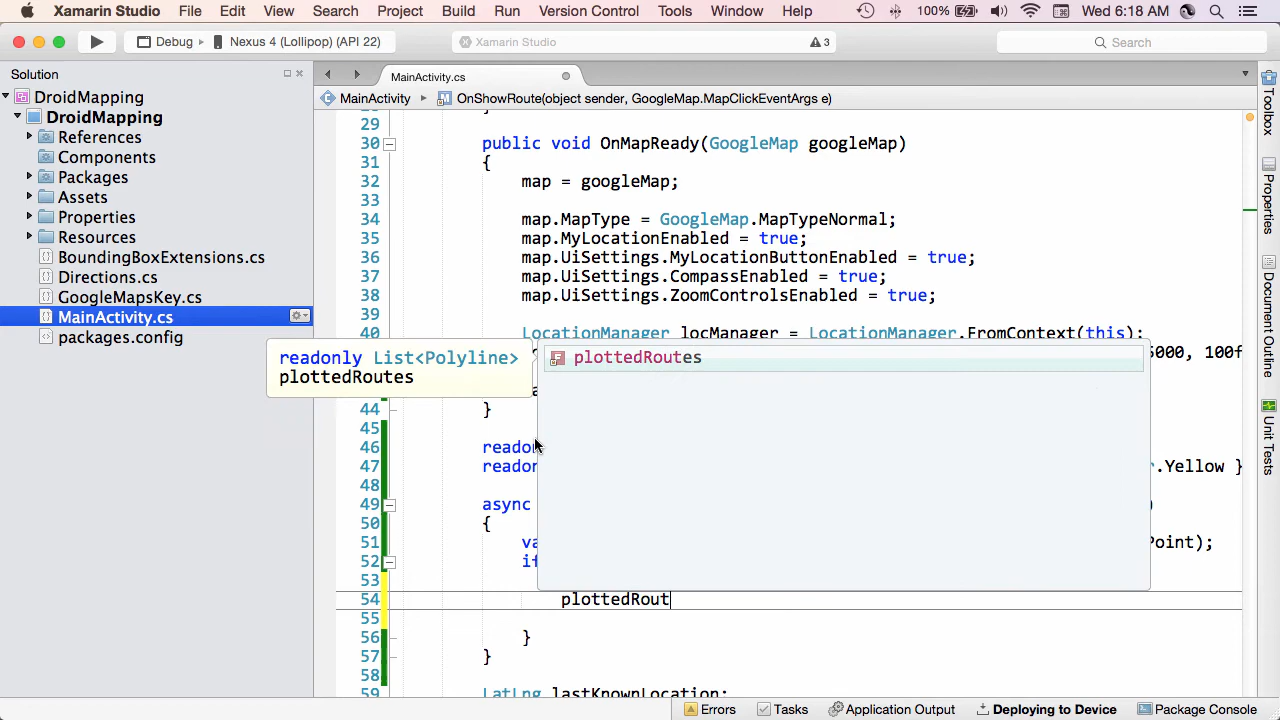 Xamarin Studio File Edit View Search Project Build Run Version Control Tools Window Help 100% Wed 6:18 AM
Debug › Nexus 4 (Lollipop) (API 22) Xamarin Studio 3 Search
Solution
MainActivity.cs
MainActivity OnShowRoute(object sender, GoogleMap.MapClickEventArgs e)
DroidMapping
DroidMapping
References
Components
Packages
Assets
Properties
Resources
BoundingBoxExtensions.cs
Directions.cs
GoogleMapsKey.cs
MainActivity.cs
packages.config
29
30 public void OnMapReady(GoogleMap googleMap)
31 {
32 map = googleMap;
33
34 map.MapType = GoogleMap.MapTypeNormal;
35 map.MyLocationEnabled = true;
36 map.UiSettings.MyLocationButtonEnabled = true;
37 map.UiSettings.CompassEnabled = true;
38 map.UiSettings.ZoomControlsEnabled = true;
39
40 LocationManager locManager = LocationManager.FromContext(this);
5000, 100f
readonly List<Polyline>
plottedRoutes
plottedRoutes
44 }
45
46 reado
47 reado .Yellow }
48
49 async )
50 {
51 va Point);
52 if
53
54 plottedRout
55
56 }
57 }
58
59 LatLng lastKnownLocation;
Toolbox
Properties
Document Outline
Unit Tests
Errors Tasks Application Output Deploying to Device Package Console